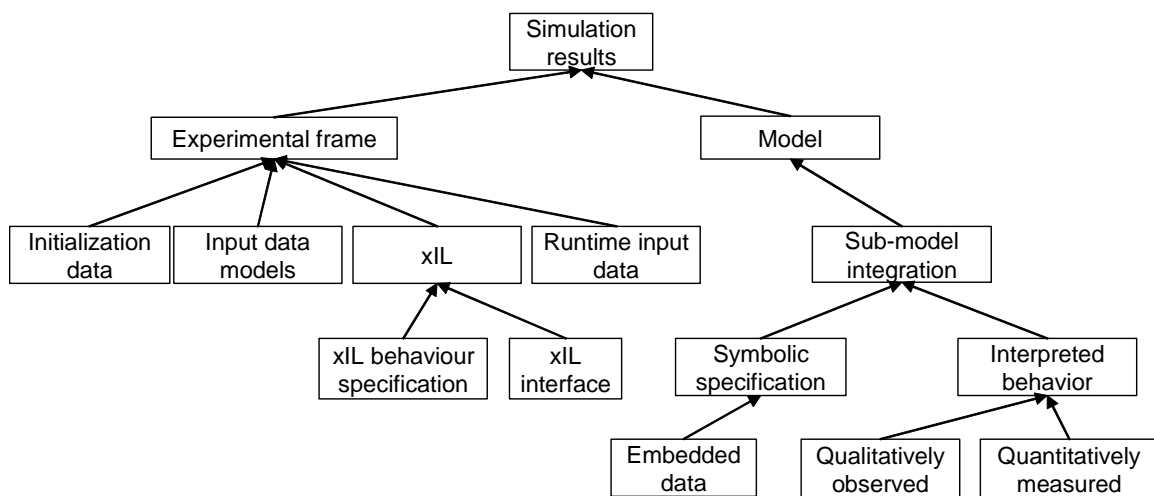 Simulation
results
Experimental frame
Model
Initialization
data
Input data
models
xIL
Runtime input
data
Sub-model
integration
xIL behaviour
specification
xIL
interface
Symbolic
specification
Interpreted
behavior
Embedded
data
Qualitatively
observed
Quantitatively
measured